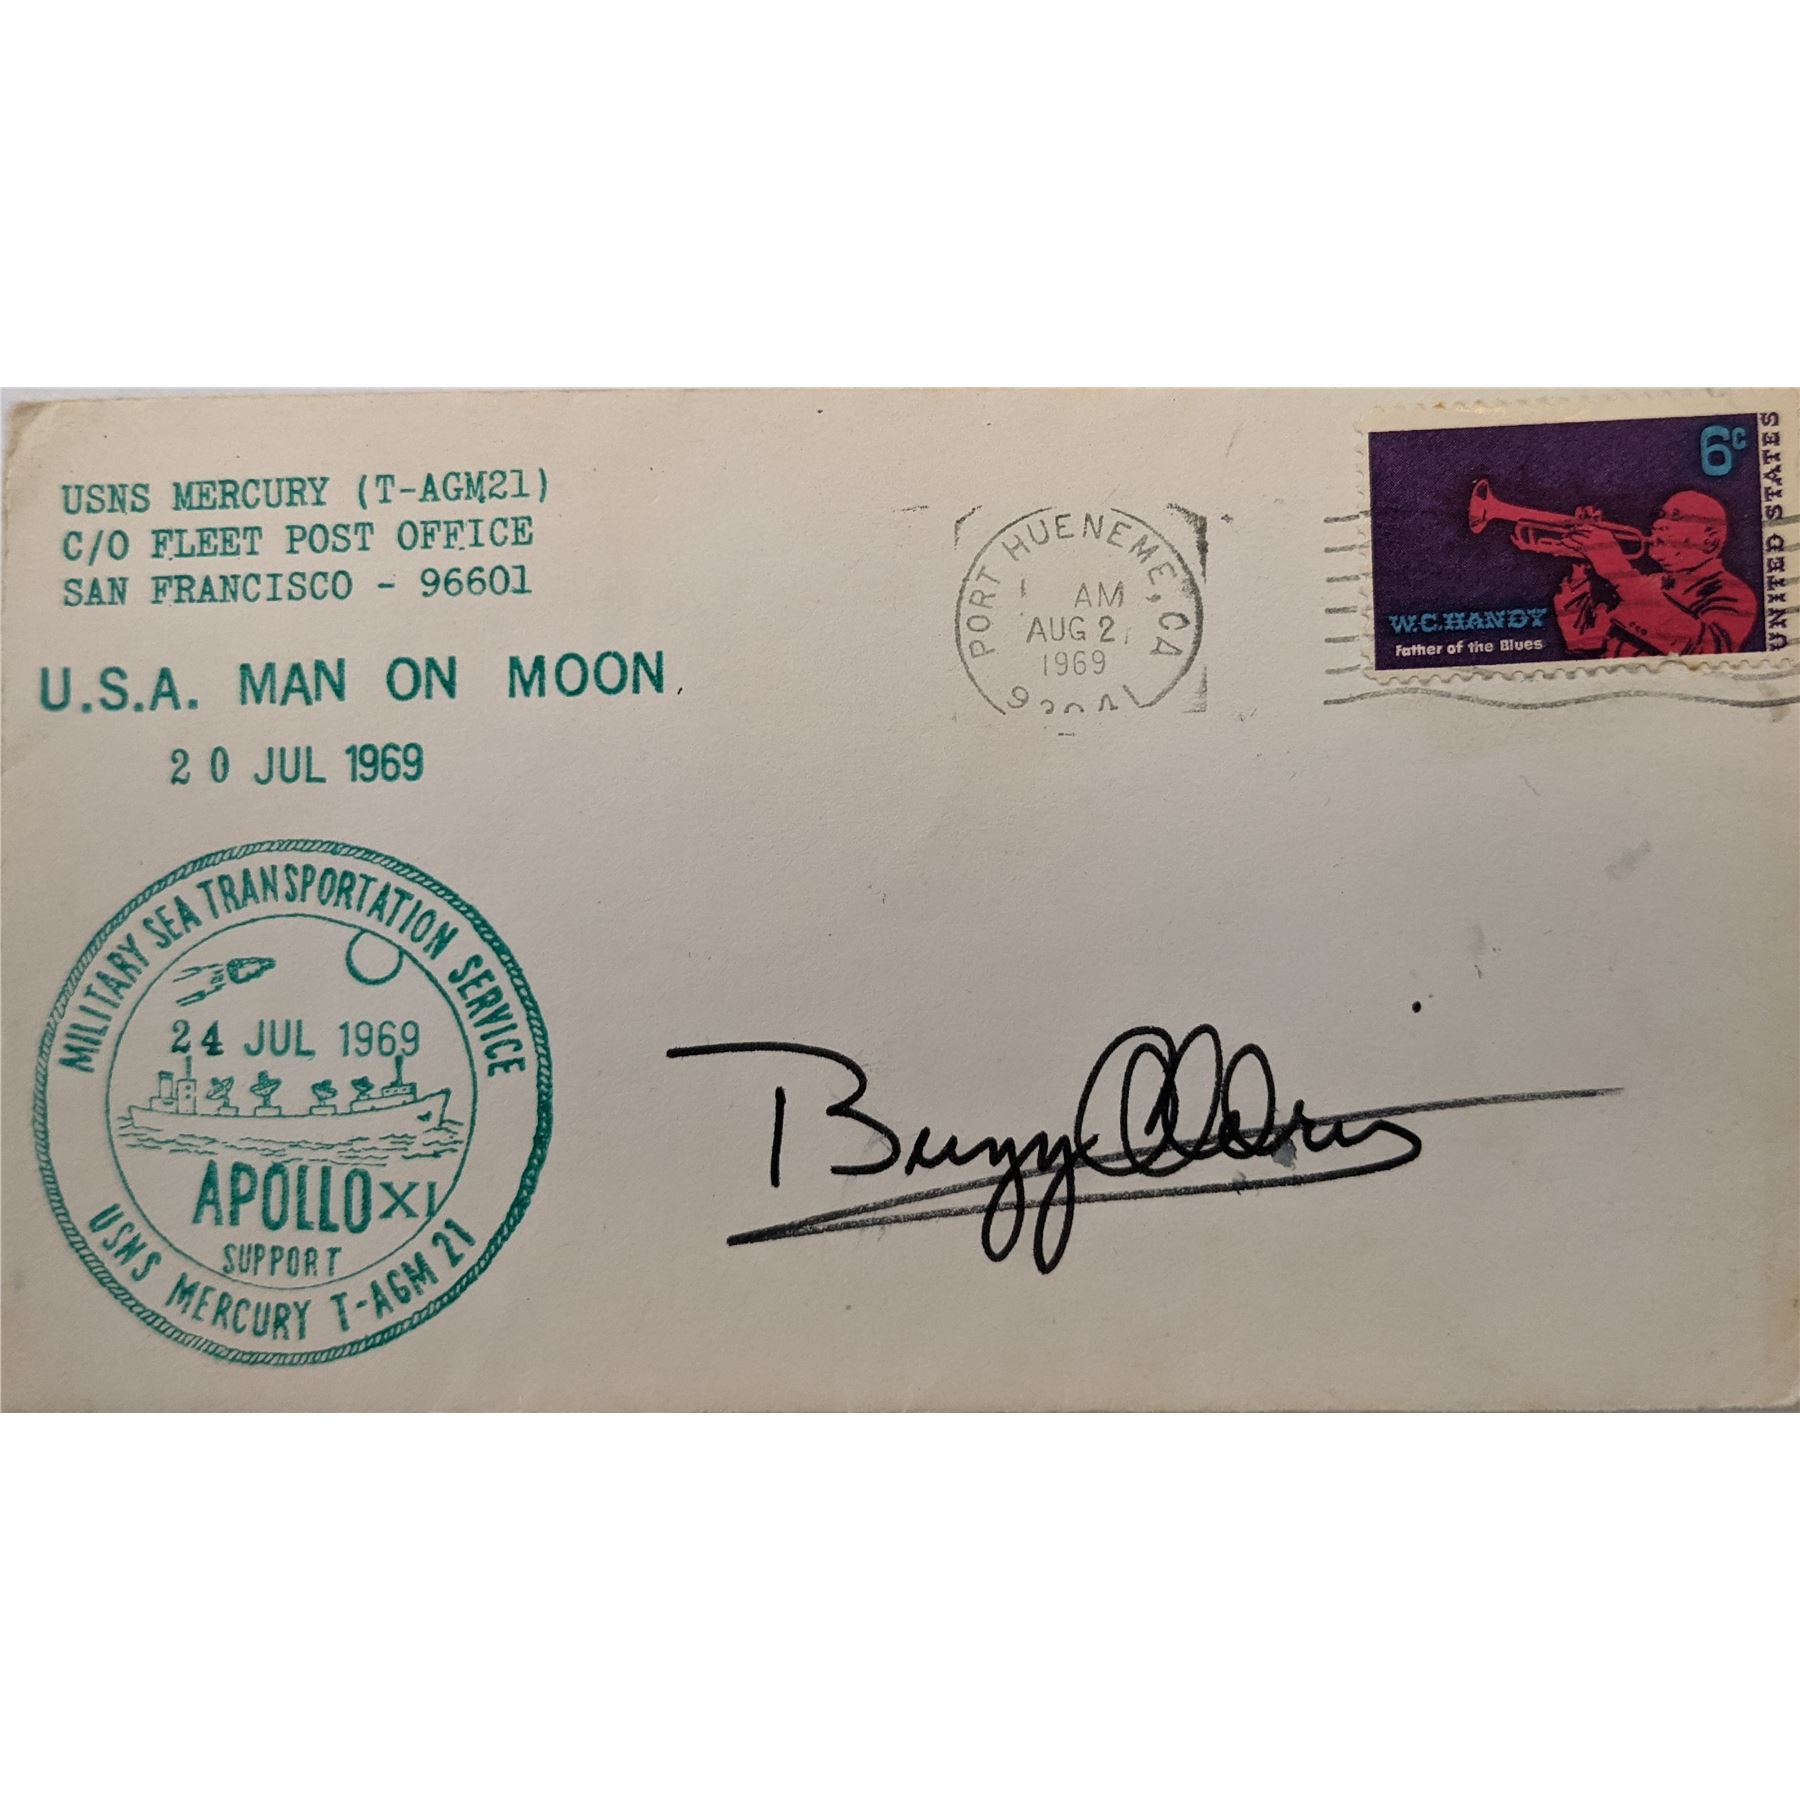 USNS MERCURY (T-AGM21)
C/O FLEET POST OFFICE
SAN FRANCISCO - 96601
U.S.A. MAN ON MOON
20 JUL 1969
PORT HUENEME, CA
AM
AUG 2
1969
6c
UNITED STATES
W.C.HANDY
Father of the Blues
MILITARY SEA TRANSPORTATION SERVICE
24 JUL 1969
APOLLO XI
SUPPORT
USNS MERCURY T-AGM 21
Buzz Aldrin